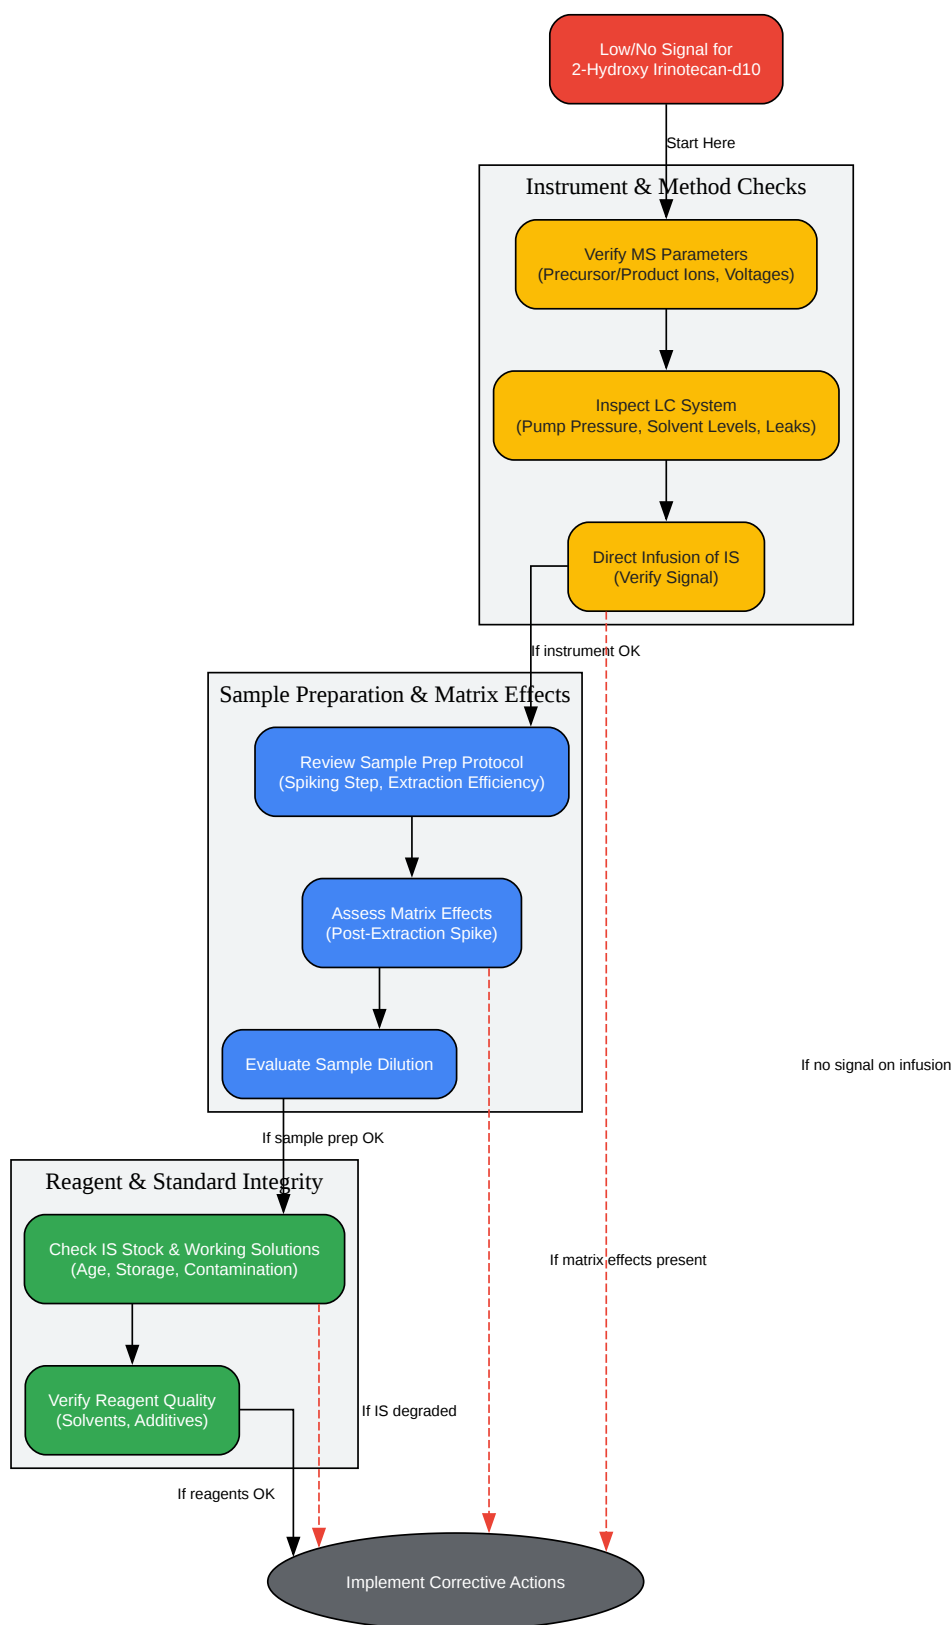 Low/No Signal for
2-Hydroxy Irinotecan-d10
Start Here
Instrument & Method Checks
Verify MS Parameters
(Precursor/Product Ions, Voltages)
Inspect LC System
(Pump Pressure, Solvent Levels, Leaks)
Direct Infusion of IS
(Verify Signal)
If instrument OK
Sample Preparation & Matrix Effects
Review Sample Prep Protocol
(Spiking Step, Extraction Efficiency)
Assess Matrix Effects
(Post-Extraction Spike)
Evaluate Sample Dilution
If no signal on infusion
If sample prep OK
Reagent & Standard Integrity
Check IS Stock & Working Solutions
(Age, Storage, Contamination)
If matrix effects present
Verify Reagent Quality
(Solvents, Additives)
If IS degraded
If reagents OK
Implement Corrective Actions